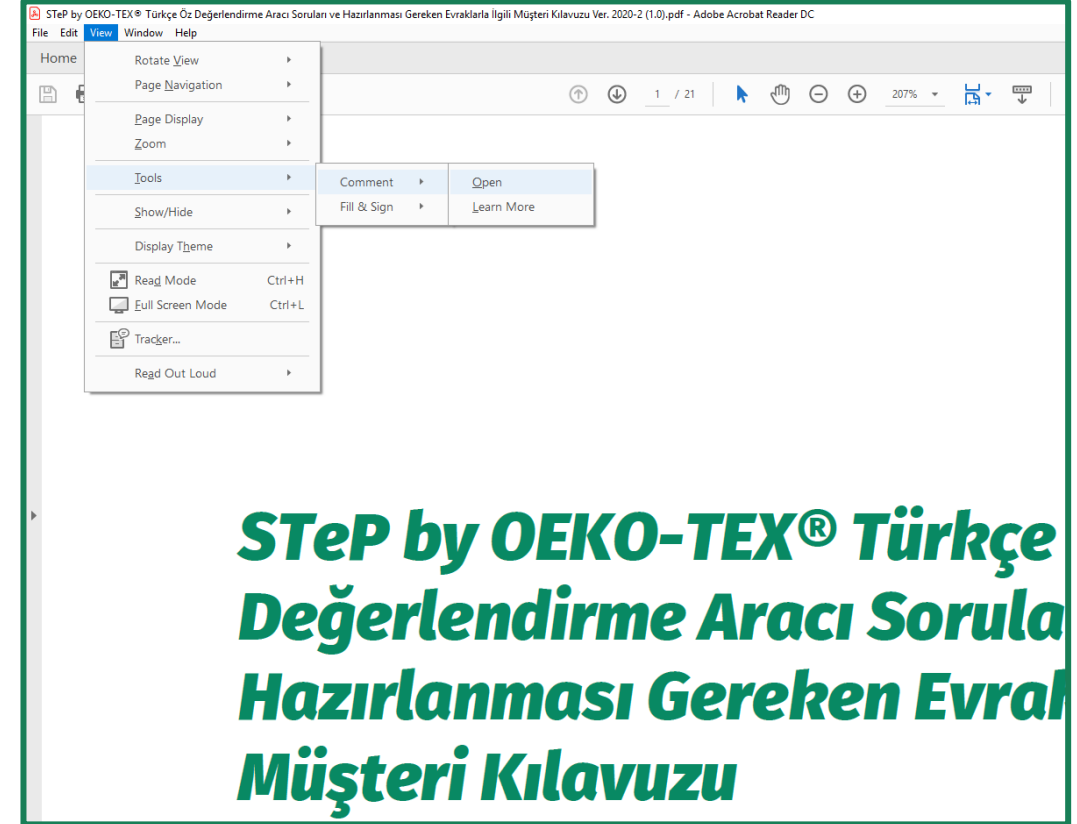 STeP by OEKO-TEX® Türkçe Öz Değerlendirme Aracı Soruları ve Hazırlanması Gereken Evraklarla İlgili Müşteri Kılavuzu Ver. 2020-2 (1.0).pdf - Adobe Acrobat Reader DC
File Edit View Window Help
Home
1 / 21 207%
Rotate View
Page Navigation
Page Display
Zoom
Tools
Comment Open
Fill & Sign Learn More
Show/Hide
Display Theme
Read Mode Ctrl+H
Full Screen Mode Ctrl+L
Tracker...
Read Out Loud
STeP by OEKO-TEX® Türkçe
Değerlendirme Aracı Sorula
Hazırlanması Gereken Evrak
Müşteri Kılavuzu